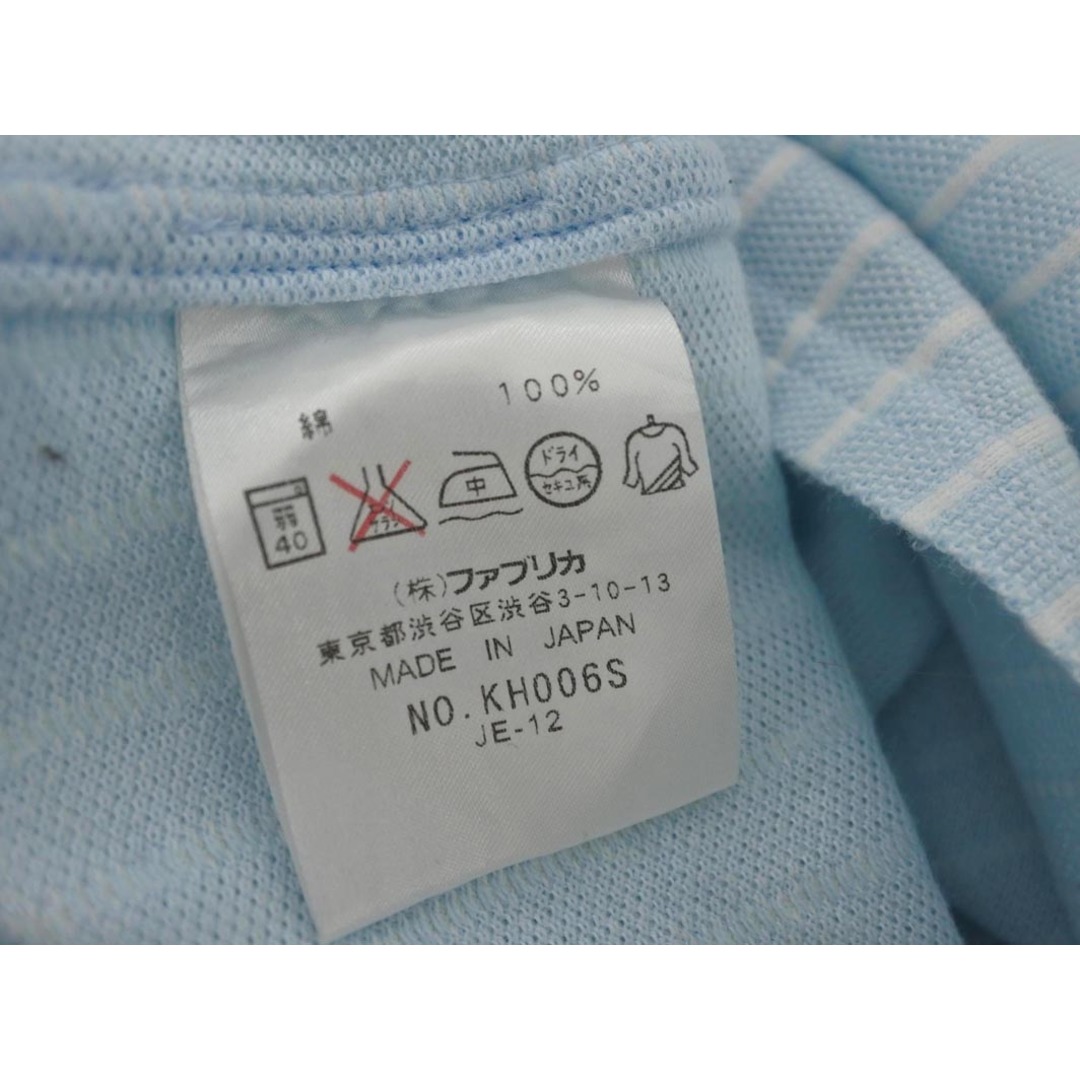 綿 100%
弱 40
中
ドライ
セキユ系
(株)ファブリカ
東京都渋谷区渋谷3-10-13
MADE IN JAPAN
NO.KH006S
JE-12